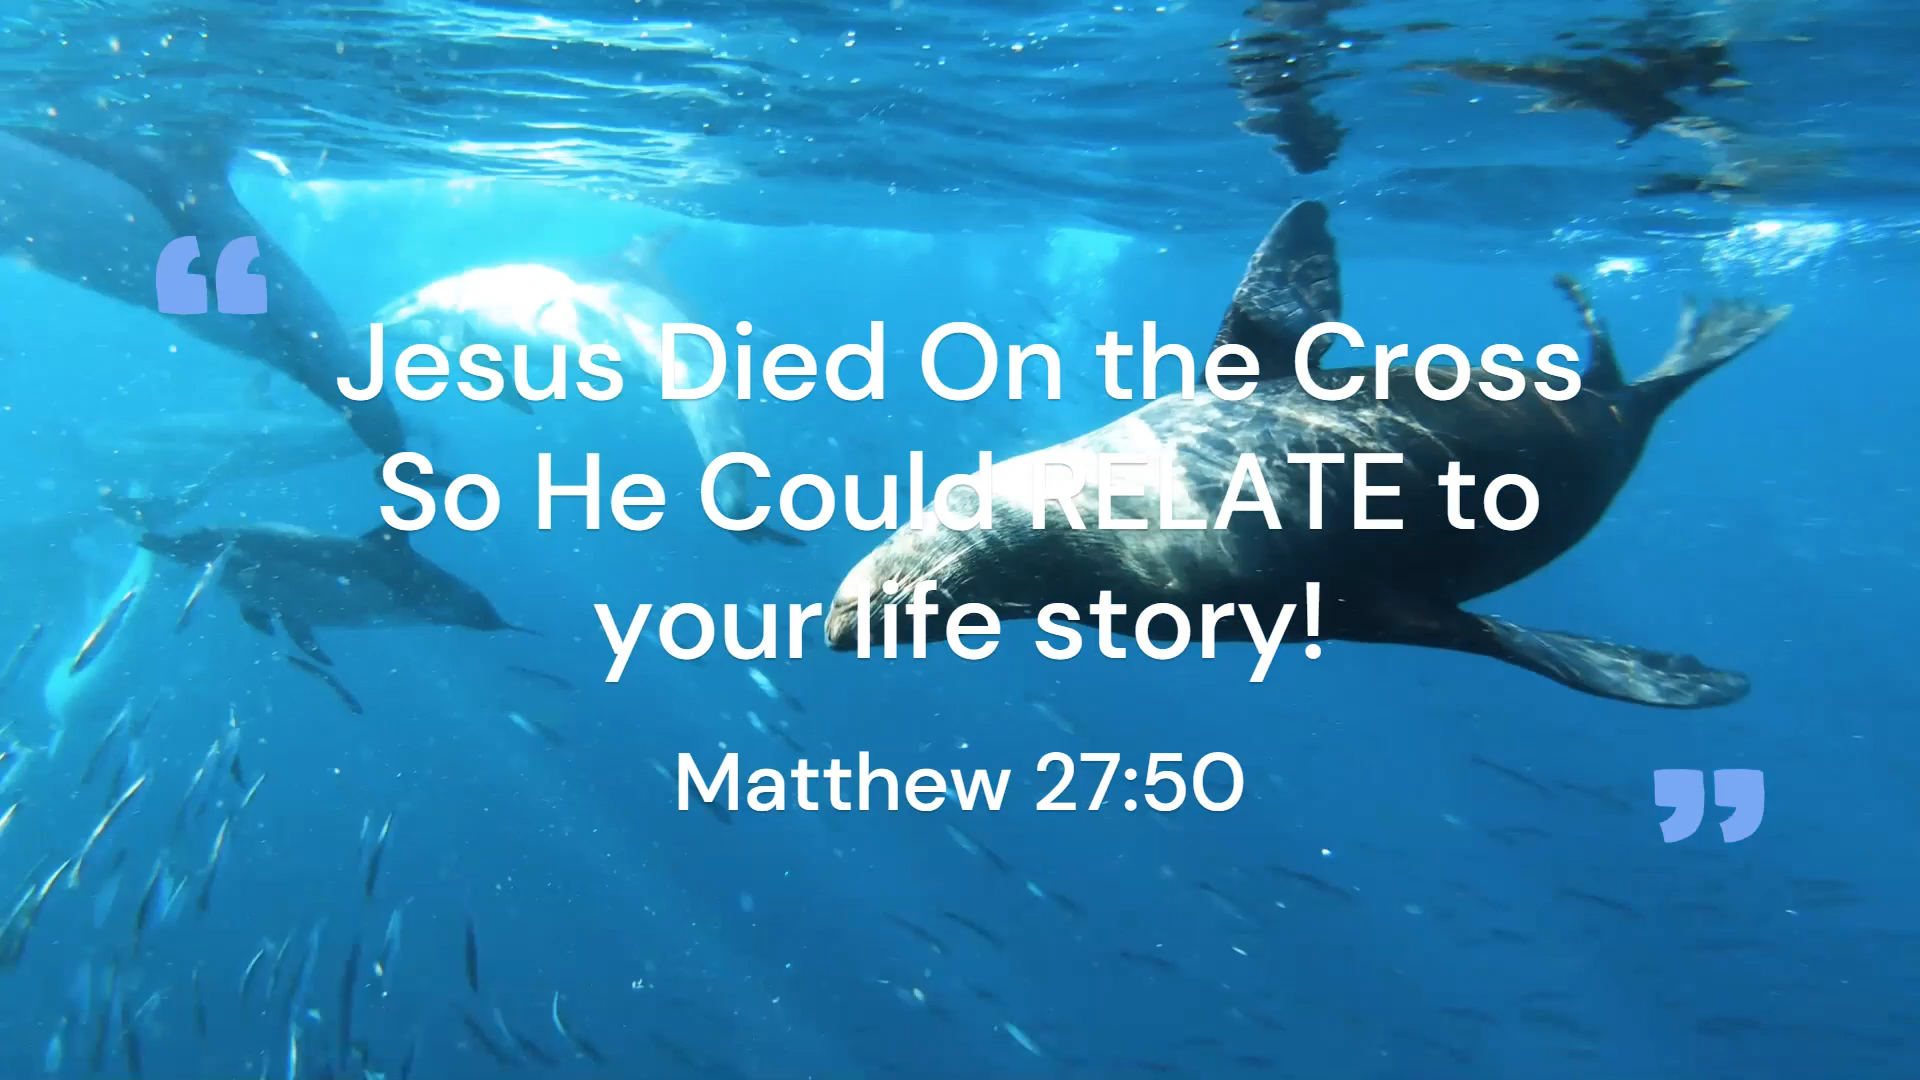 “
Jesus Died On the Cross
So He Could RELATE to
your life story!
Matthew 27:50
”